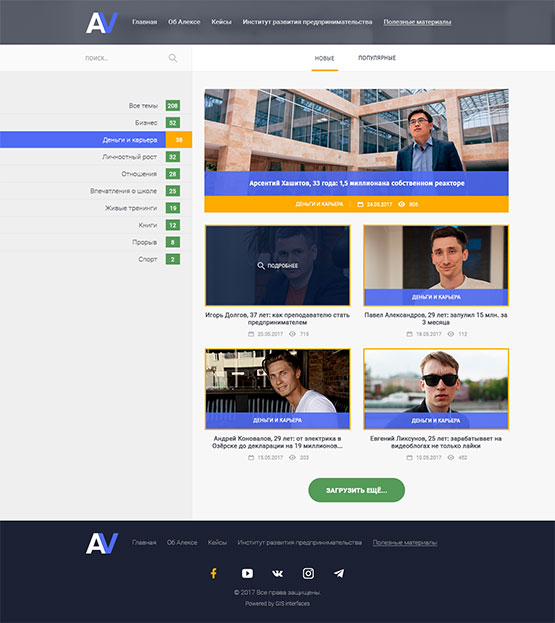 AV Главная Об Алексе Кейсы Институт развития предпринимательства Полезные материалы
ПОИСК...
НОВЫЕ ПОПУЛЯРНЫЕ
Все темы 208
Бизнес 52
Деньги и карьера 38
Личностный рост 32
Отношения 28
Впечатления о школе 25
Живые тренинги 19
Книги 12
Прорыв 8
Спорт 2
Арсентий Хашитов, 33 года: 1,5 миллиона на собственном реакторе
ДЕНЬГИ И КАРЬЕРА 24.05.2017 806
ПОДРОБНЕЕ
Игорь Долгов, 37 лет: как преподавателю стать
предпринимателем
20.05.2017 715
ДЕНЬГИ И КАРЬЕРА
Павел Александров, 29 лет: запулил 15 млн. за
3 месяца
18.05.2017 112
ДЕНЬГИ И КАРЬЕРА
Андрей Коновалов, 29 лет: от электрика в
Озёрске до декларации на 19 миллионов...
15.05.2017 203
ДЕНЬГИ И КАРЬЕРА
Евгений Ликсунов, 25 лет: зарабатывает на
видеоблогах не только лайки
10.05.2017 452
ЗАГРУЗИТЬ ЕЩЁ...
AV Главная Об Алексе Кейсы Институт развития предпринимательства Полезные материалы
© 2017 Все права защищены.
Powered by GIS interfaces